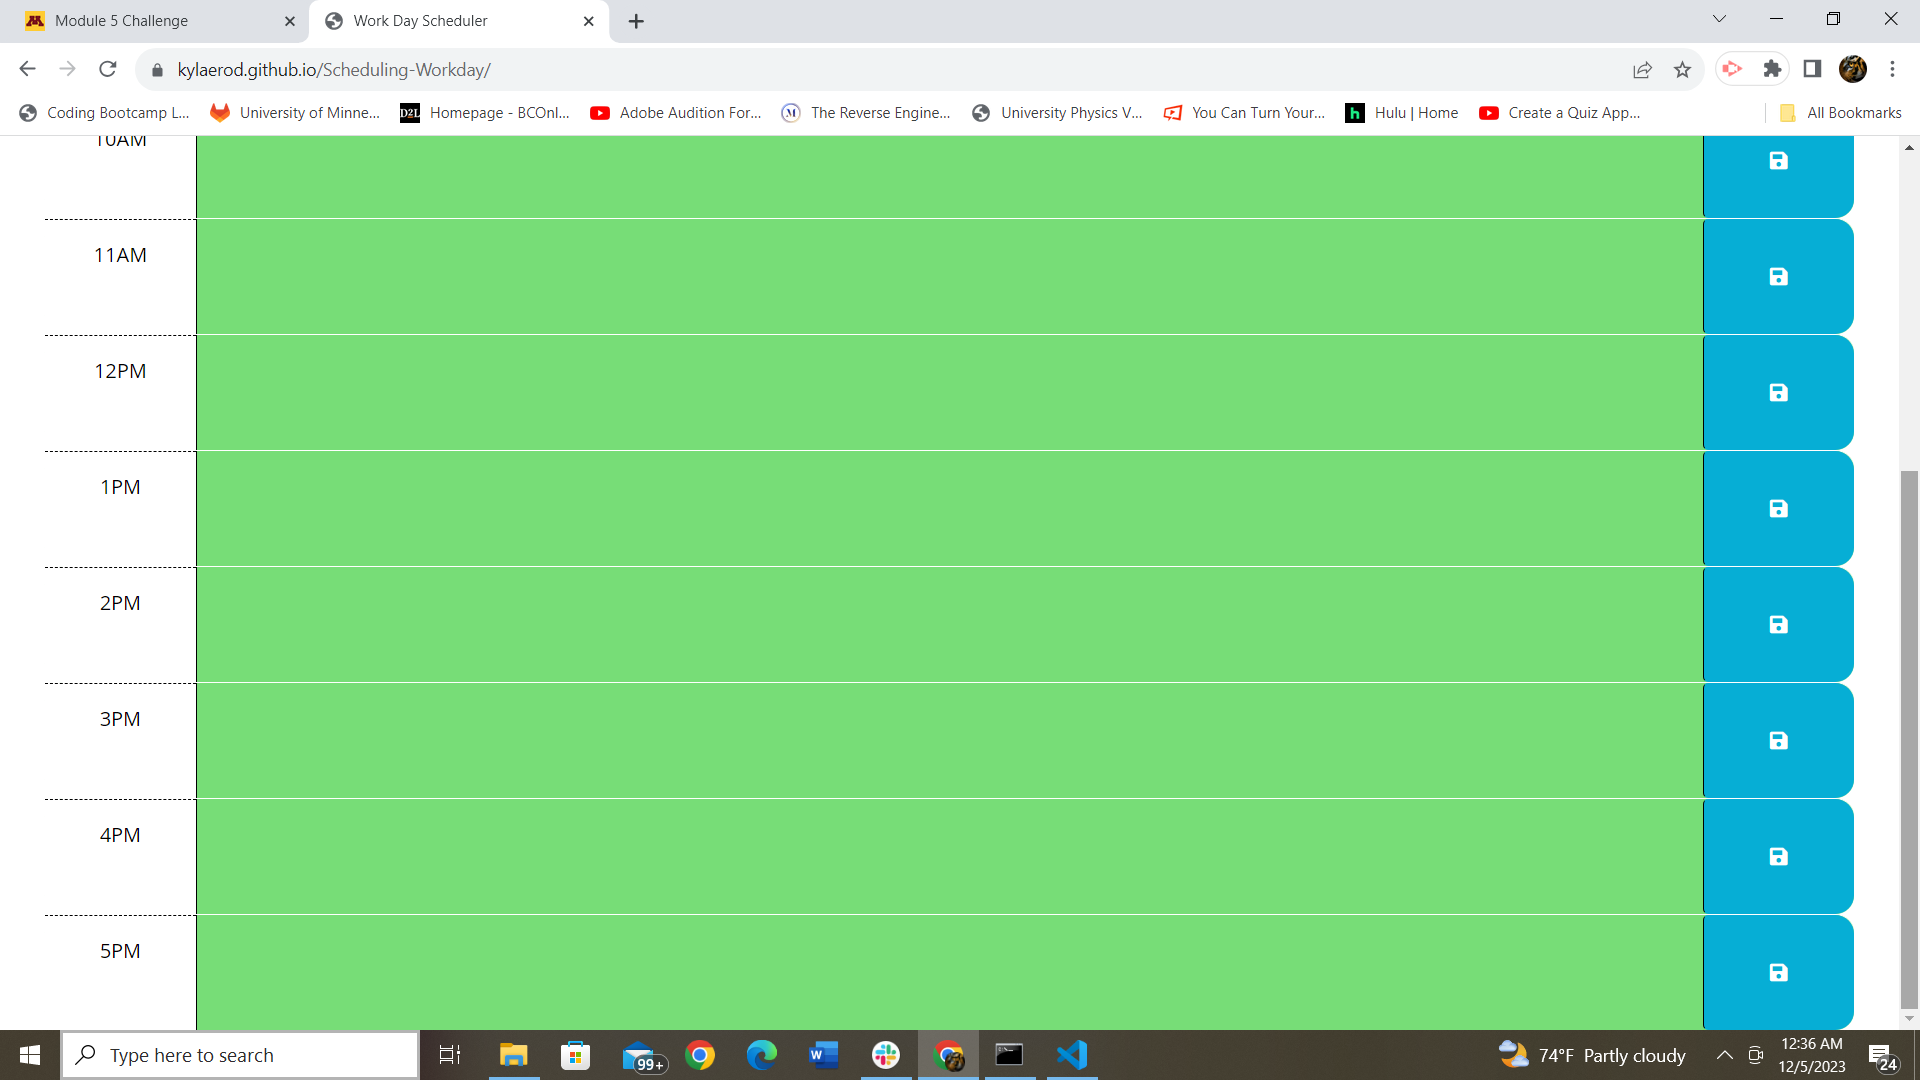 Module 5 Challenge
Work Day Scheduler
kylaerod.github.io/Scheduling-Workday/
Coding Bootcamp L...
University of Minne...
D2L
Homepage - BCOnl...
Adobe Audition For...
M
The Reverse Engine...
University Physics V...
You Can Turn Your...
h
Hulu | Home
Create a Quiz App...
All Bookmarks
10AM
11AM
12PM
1PM
2PM
3PM
4PM
5PM
Type here to search
99+
W
74°F Partly cloudy
12:36 AM
12/5/2023
24